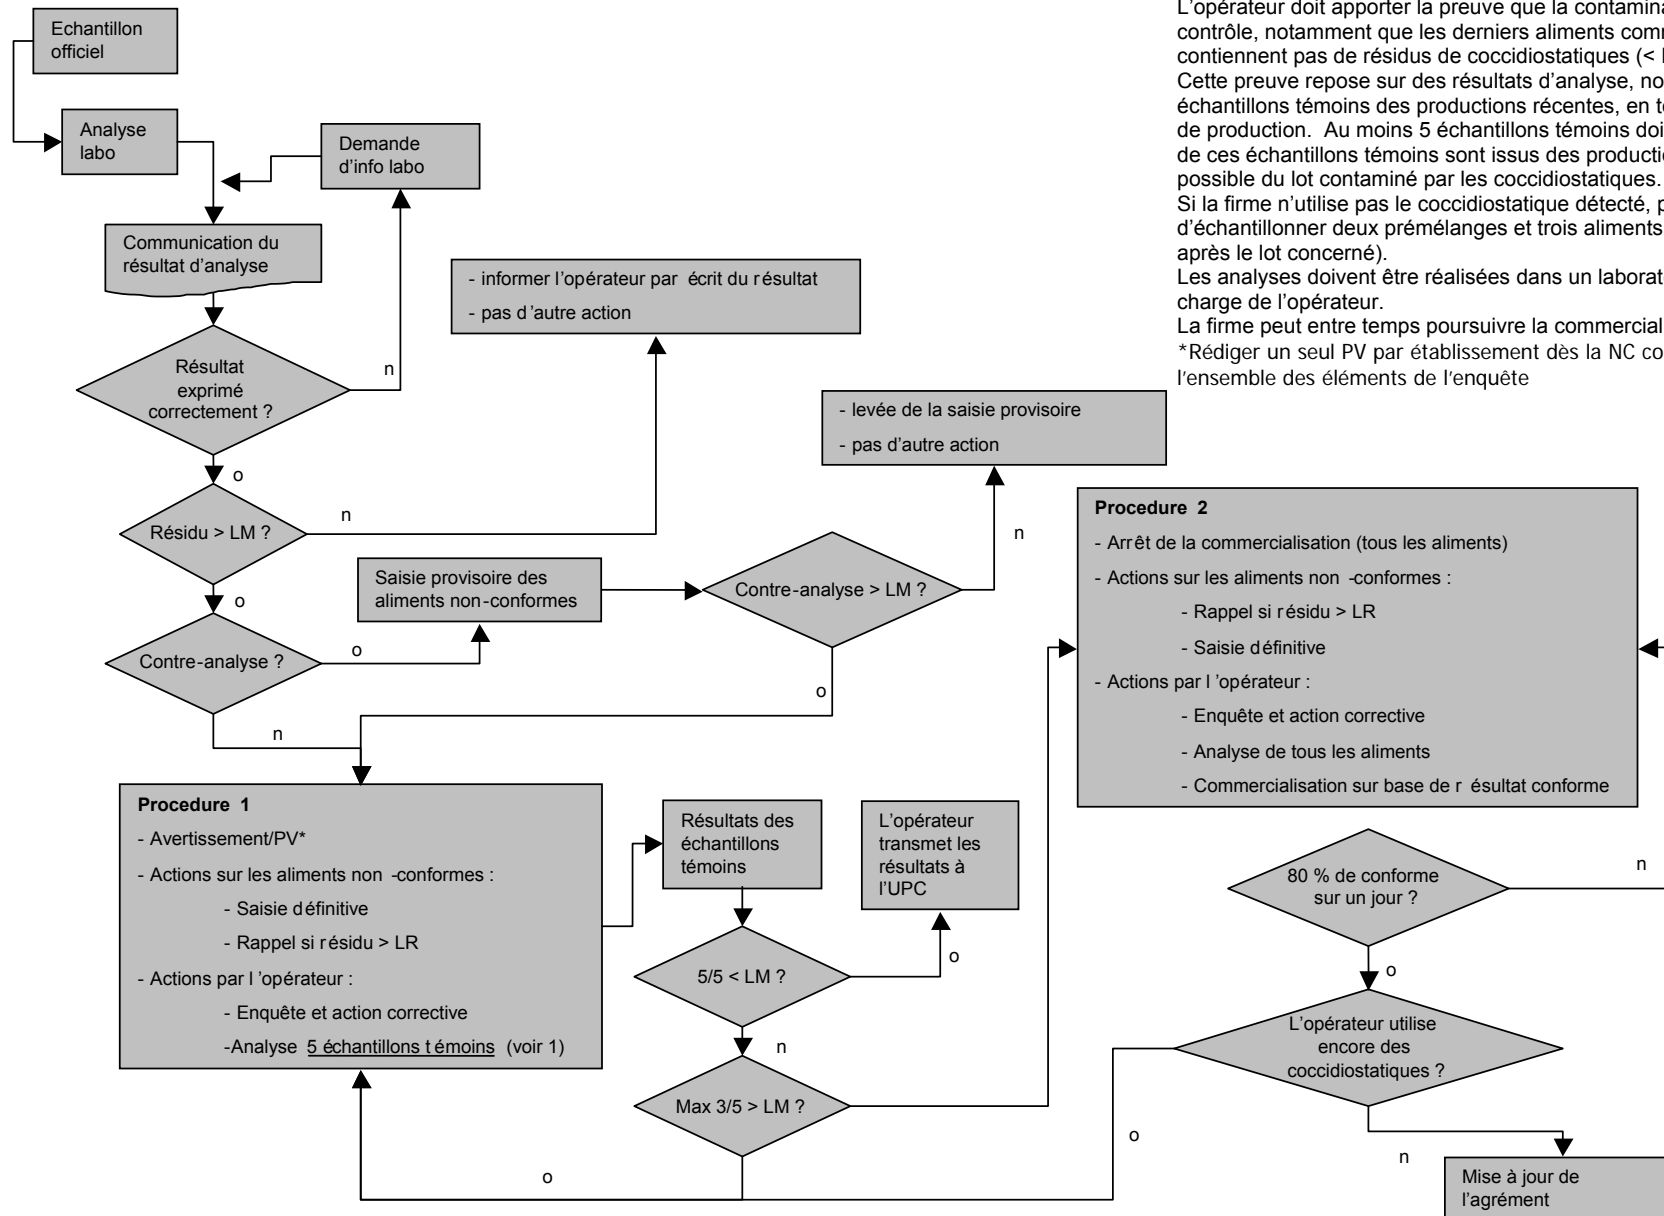 Echantillon
officiel
Analyse
labo
Demande
d'info labo
Communication du
résultat d'analyse
- informer l'opérateur par écrit du résultat
- pas d'autre action
Résultat
exprimé
correctement ?
n
o
Résidu > LM ?
n
o
Contre-analyse ?
o
n
Saisie provisoire des
aliments non-conformes
Contre-analyse > LM ?
n
o
- levée de la saisie provisoire
- pas d'autre action
L'opérateur doit apporter la preuve que la
contrôle, notamment que les derniers aliments
contiennent pas de résidus de coccidiostatiques (<
Cette preuve repose sur des résultats d'analyse,
échantillons témoins des productions récentes, en
de production. Au moins 5 échantillons témoins
de ces échantillons témoins sont issus des
possible du lot contaminé par les coccidiostatiques.
Si la firme n'utilise pas le coccidiostatique détecté,
d'échantillonner deux prémélanges et trois aliments
après le lot concerné).
Les analyses doivent être réalisées dans un
charge de l'opérateur.
La firme peut entre temps poursuivre la
*Rédiger un seul PV par établissement dès la NC
l'ensemble des éléments de l'enquête
Procedure 2
- Arrêt de la commercialisation (tous les aliments)
- Actions sur les aliments non -conformes :
- Rappel si résidu > LR
- Saisie définitive
- Actions par l 'opérateur :
- Enquête et action corrective
- Analyse de tous les aliments
- Commercialisation sur base de r ésultat conforme
Procedure 1
- Avertissement/PV*
- Actions sur les aliments non -conformes :
- Saisie définitive
- Rappel si résidu > LR
- Actions par l 'opérateur :
- Enquête et action corrective
-Analyse 5 échantillons t émoins (voir 1)
Résultats des
échantillons
témoins
L'opérateur
transmet les
résultats à
l'UPC
5/5 < LM ?
o
n
Max 3/5 > LM ?
o
80 % de conforme
sur un jour ?
n
o
L'opérateur utilise
encore des
coccidiostatiques ?
o
n
Mise à jour de
l'agrément